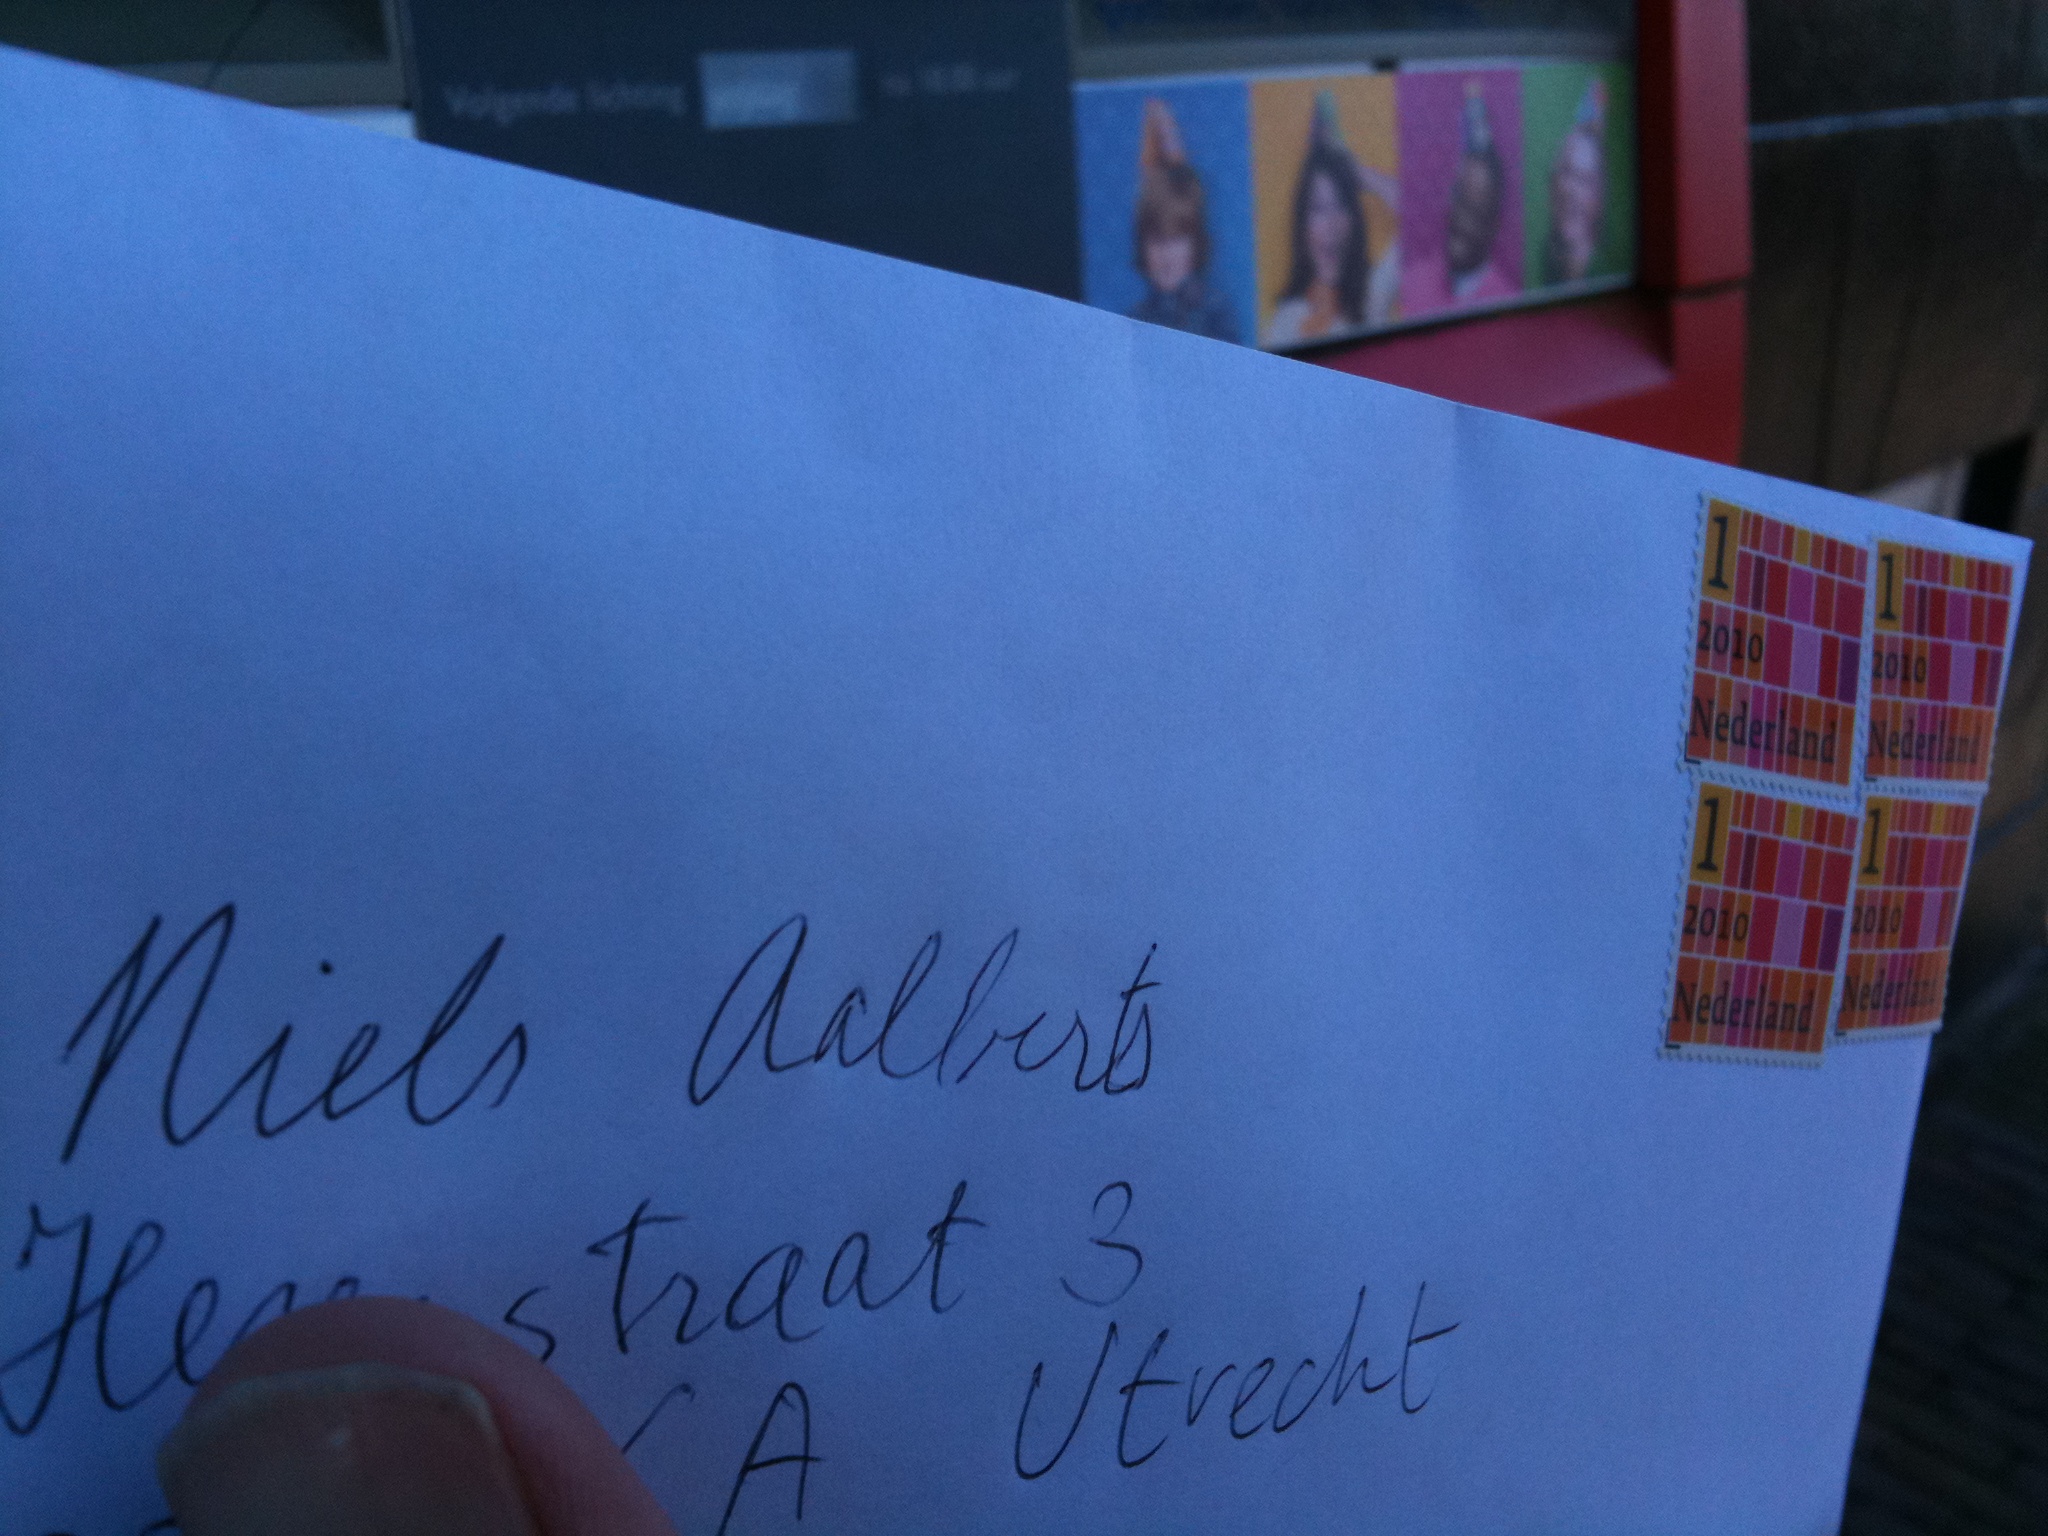 Volgende lichting
1
2010
Nederland
1
2010
Nederland
1
2010
Nederland
1
2010
Nederland
Niels Aalberts
straat 3
A Utrecht